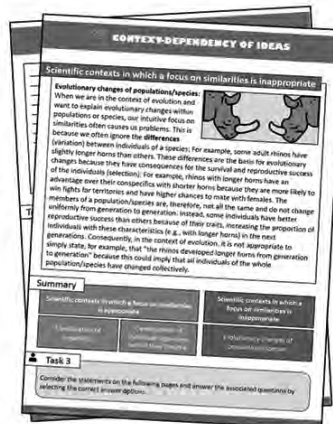 CONTEXT-DEPENDENCY OF IDEAS
Scientific contexts in which a focus on similarities is inappropriate
Evolutionary changes of populations/species:
When we are in the context of evolution and
want to explain evolutionary changes within
populations or species, our intuitive focus on
similarities often causes us problems. This is
because we often ignore the differences
(variation) between individuals of a species: For example, some adult rhinos have
slightly longer horns than others. These differences are the basis for evolutionary
changes because they have consequences for the survival and reproductive success
of the individuals (selection): For example, rhinos with longer horns have an
advantage over their conspecifics with shorter horns because they are more likely to
win fights for territories and have higher chances to mate with females. The
members of a population/species are, therefore, not all the same and do not change
uniformly from generation to generation. Instead, some individuals have better
reproductive success than others because of their traits, increasing the proportion of
individuals with these characteristics (e.g., with longer horns) in the next
generations. Consequently, in the context of evolution, it is not appropriate to
simply state, for example, that "the rhinos developed longer horns from generation
to generation" because this could imply that all individuals of the whole
population/species have changed collectively.
Summary
Scientific contexts in which a focus on similarities
is appropriate
Scientific contexts in which a
focus on similarities is
inappropriate
Evolutionary changes of
Task 3
Consider the statements on the following pages and answer the associated questions by
selecting the correct answer options.